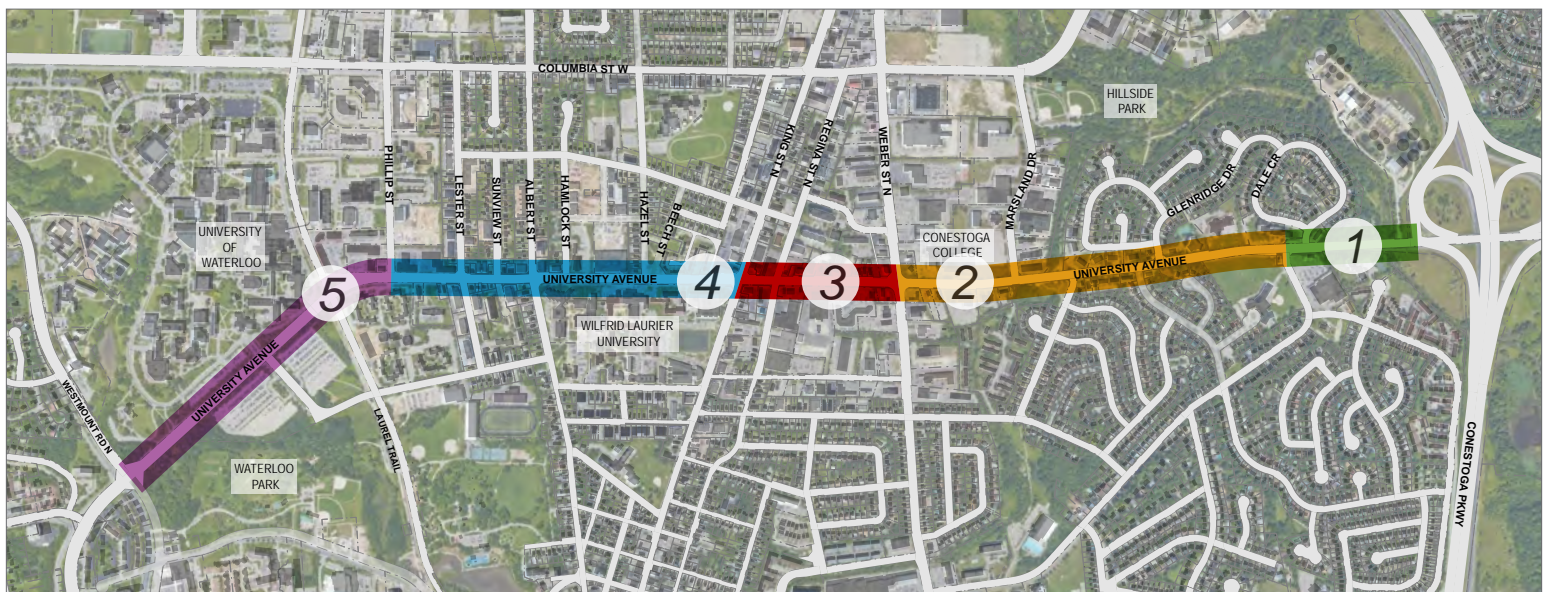 COLUMBIA ST W
HILLSIDE
PARK
KING ST N
REGINA ST N
WEBER ST N
MARSLAND DR
GLENRIDGE DR
DALE CR
PHILLIP ST
LESTER ST
SUNVIEW ST
ALBERT ST
HAMLOCK ST
HAZEL ST
BEECH ST
UNIVERSITY
OF
WATERLOO
CONESTOGA
COLLEGE
1
2
3
4
5
UNIVERSITY AVENUE
UNIVERSITY AVENUE
UNIVERSITY AVENUE
WILFRID LAURIER
UNIVERSITY
WESTMOUNT RD N
LAUREL TRAIL
WATERLOO
PARK
CONESTOGA PKWY